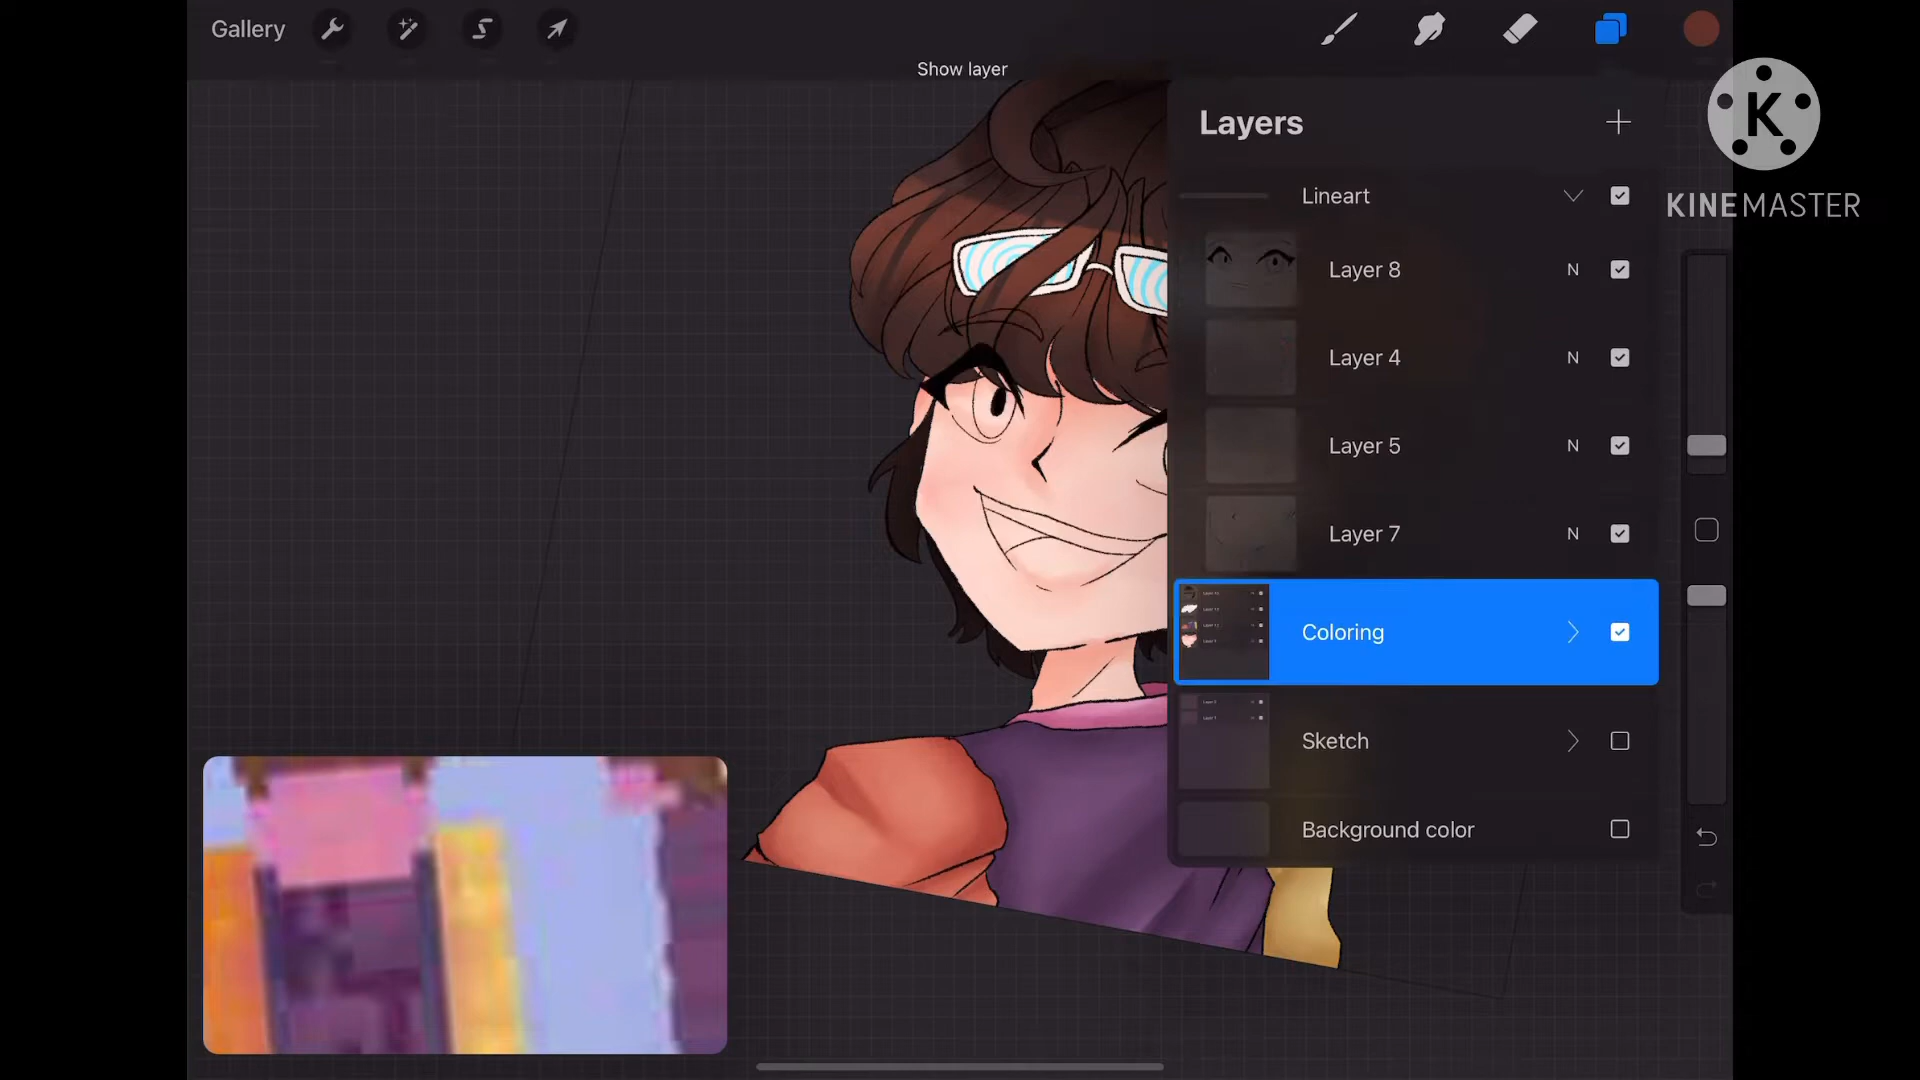 Gallery
Show layer
Layers
K
KINEMASTER
Lineart
Layer 8 N
Layer 4 N
Layer 5 N
Layer 7 N
Coloring
Sketch
Background color